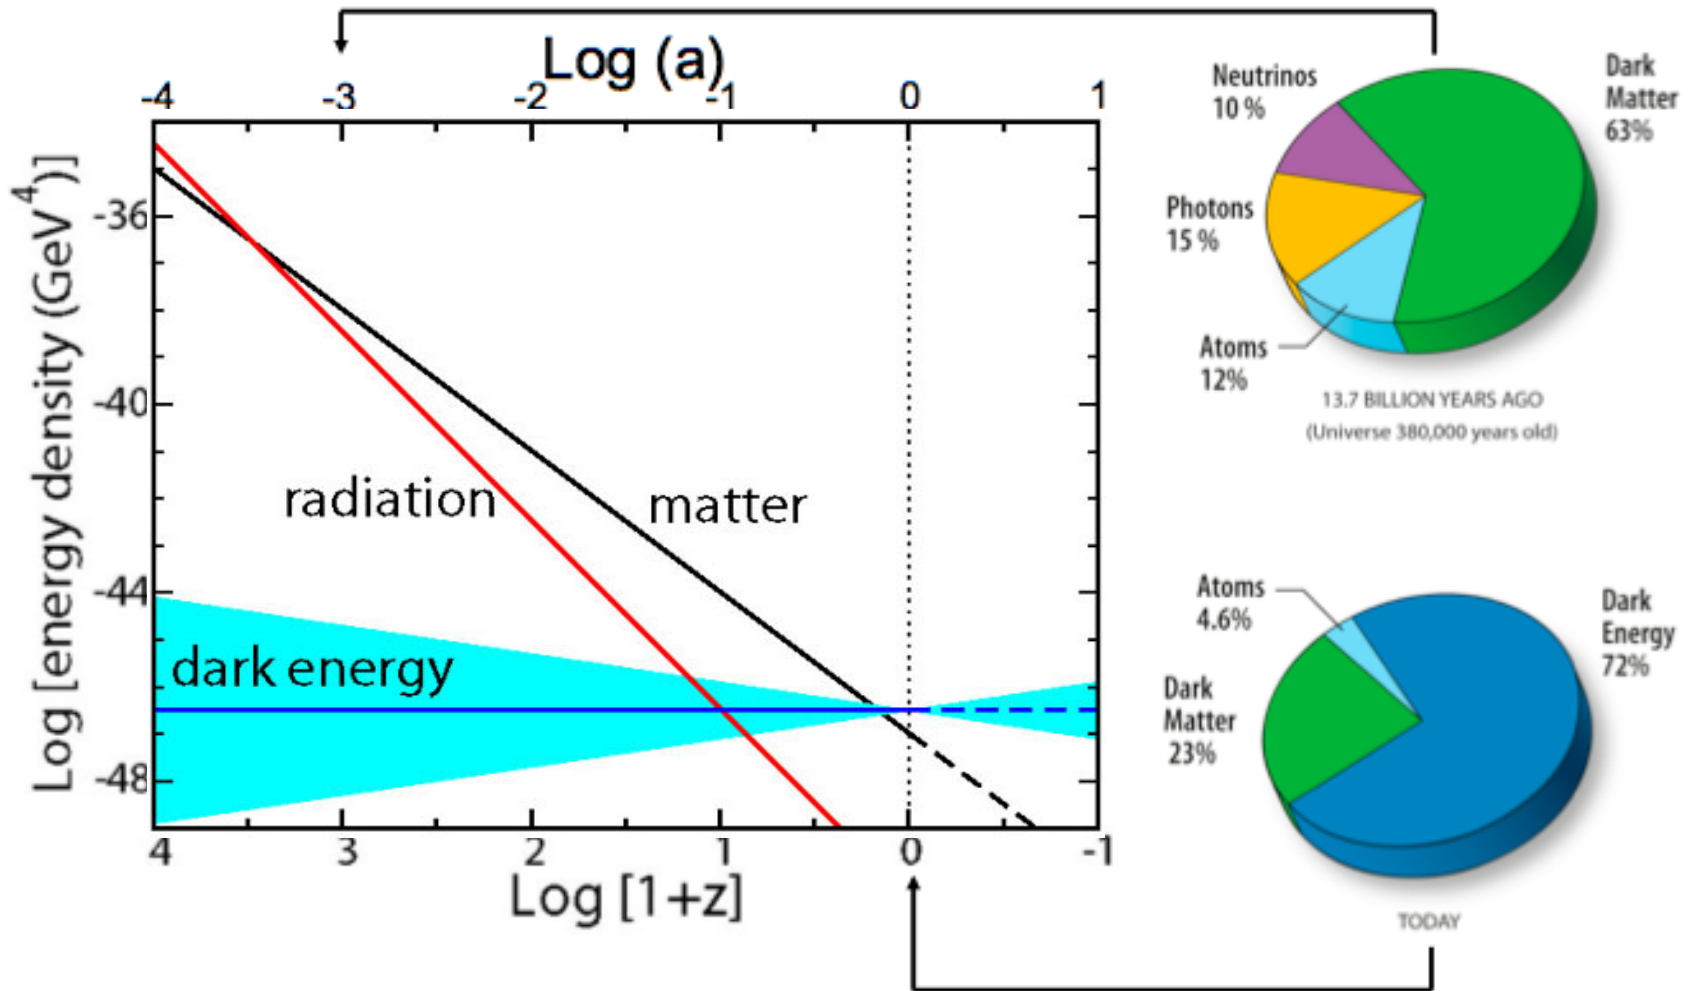 Log (a)
-4 -3 -2 -1 0 1
Log [energy density (GeV^4)]
-36
-40
-44
-48
radiation
matter
dark energy
4 3 2 1 0 -1
Log [1+z]
Neutrinos
10 %
Dark
Matter
63%
Photons
15 %
Atoms
12%
13.7 BILLION YEARS AGO
(Universe 380,000 years old)
Atoms
4.6%
Dark
Energy
72%
Dark
Matter
23%
TODAY